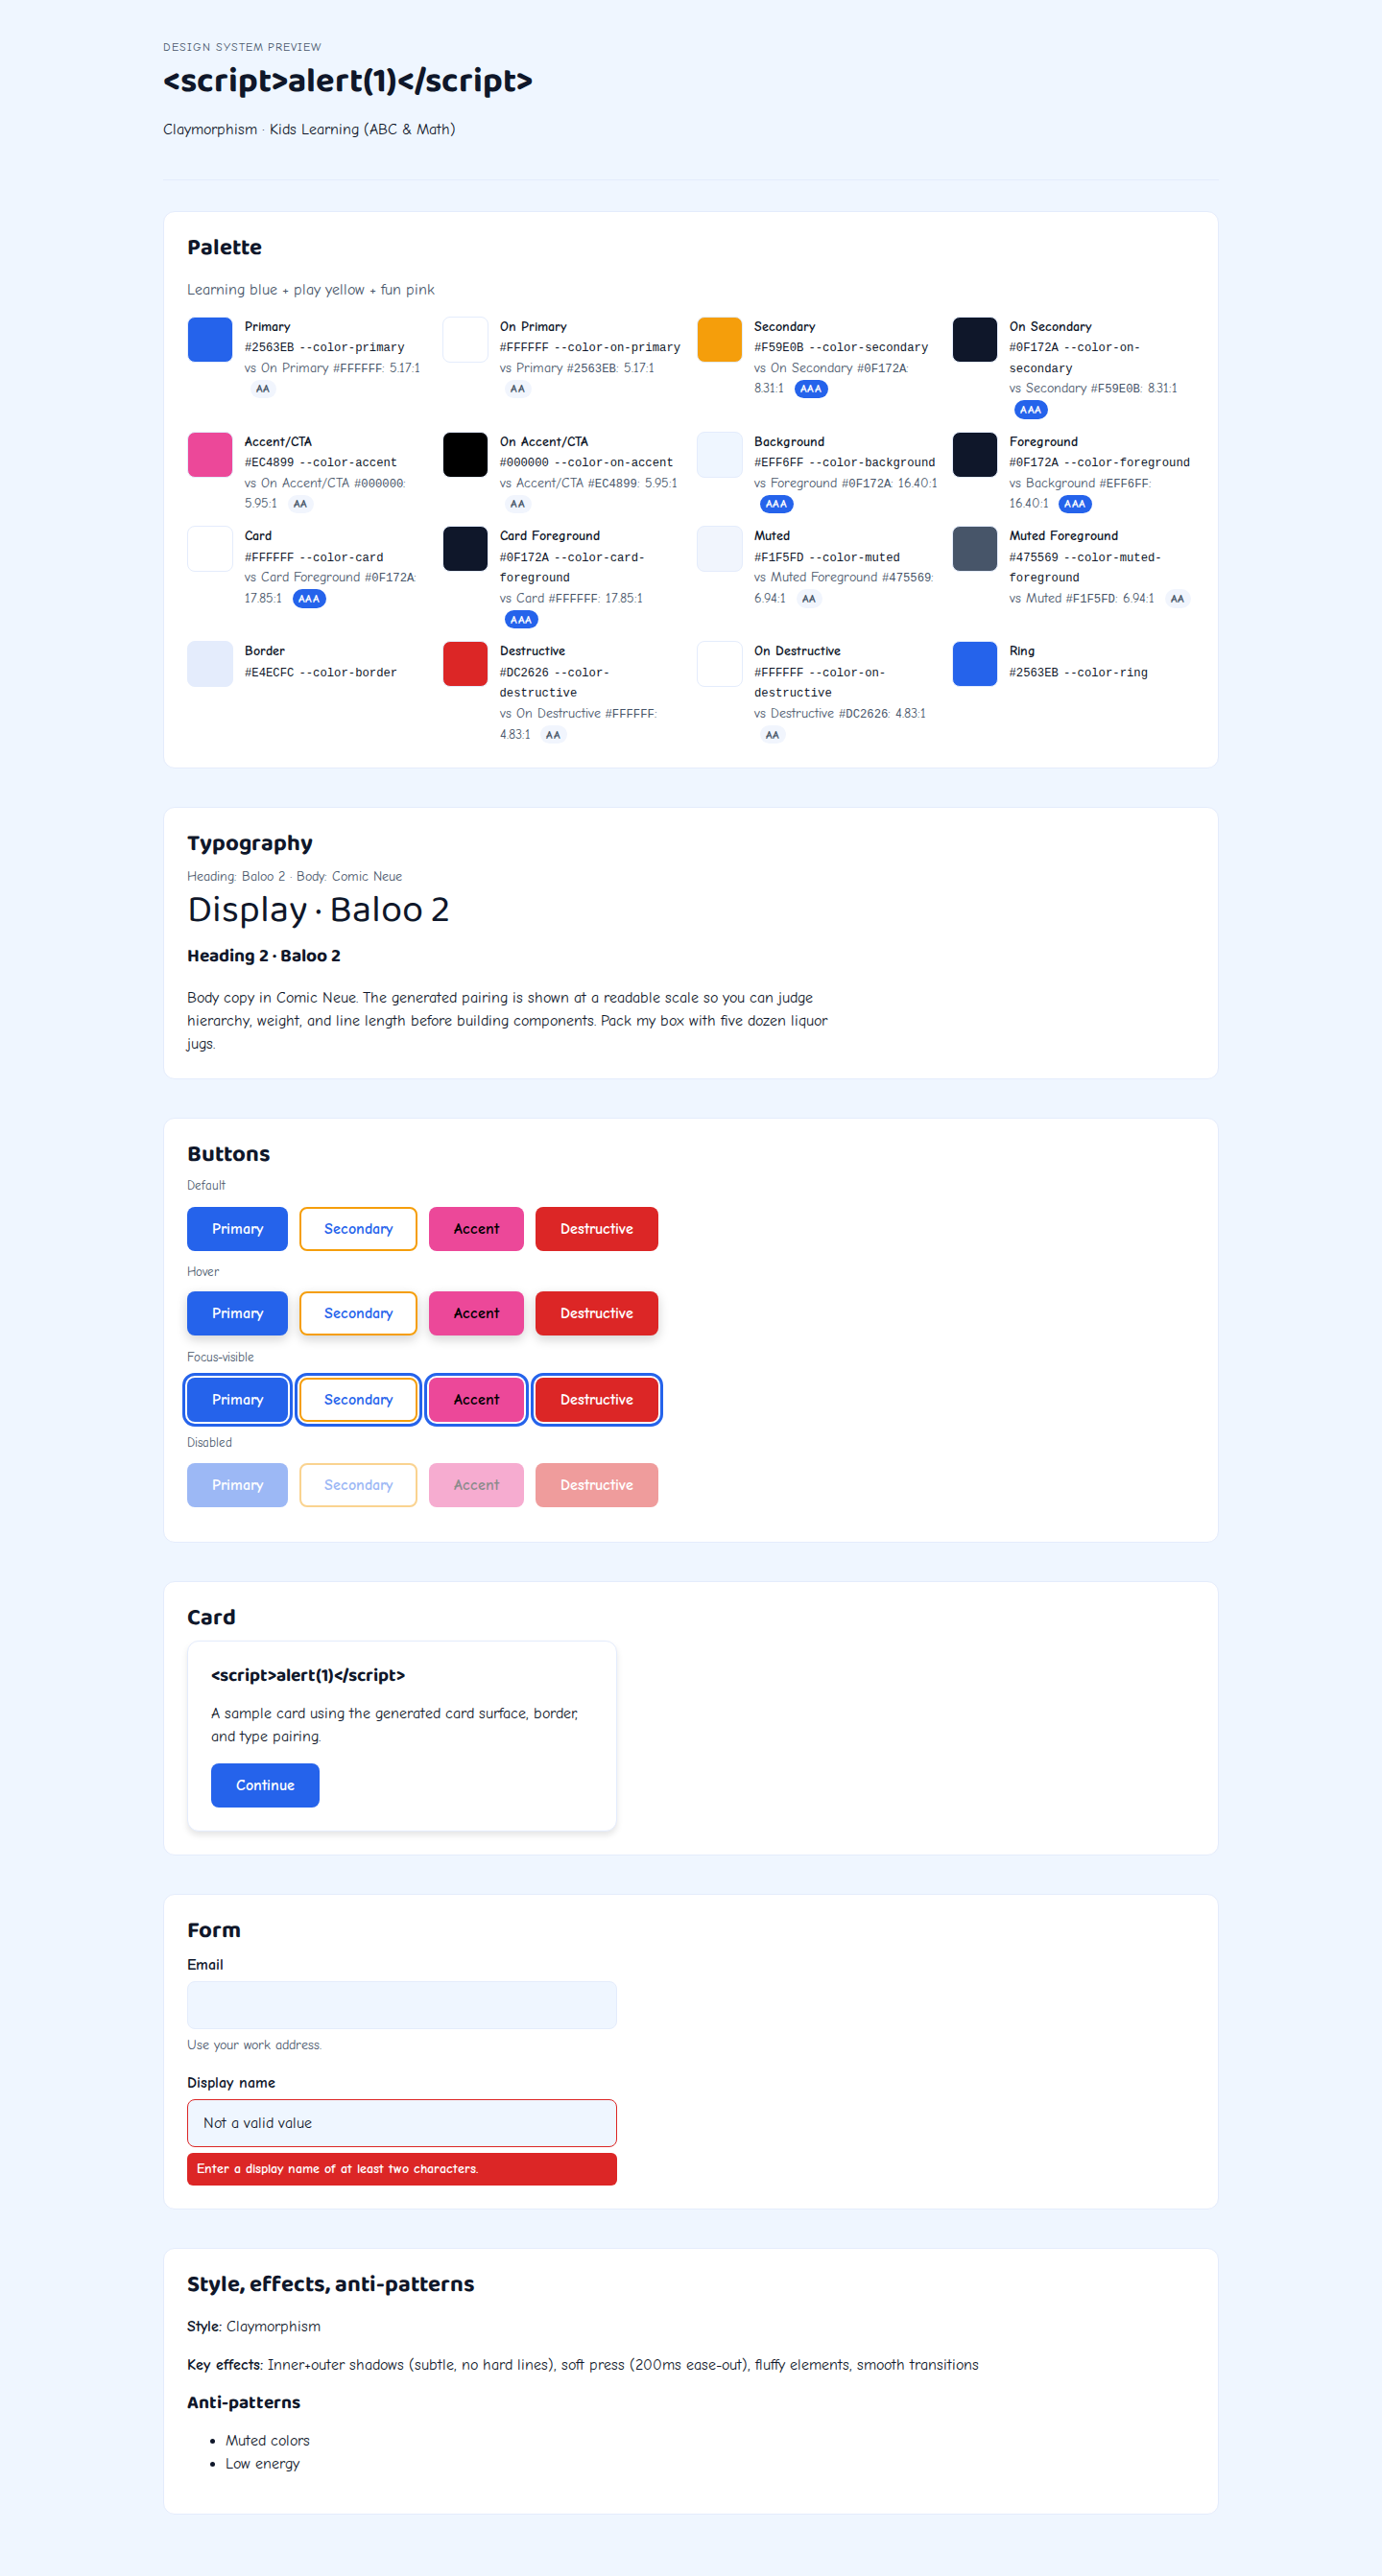 DESIGN SYSTEM PREVIEW
<script>alert(1)</script>
Claymorphism · Kids Learning (ABC & Math)
Palette
Learning blue + play yellow + fun pink
Primary
#2563EB --color-primary
vs On Primary #FFFFFF: 5.17:1
AA
On Primary
#FFFFFF --color-on-primary
vs Primary #2563EB: 5.17:1
AA
Secondary
#F59E0B --color-secondary
vs On Secondary #0F172A:
8.31:1 AAA
On Secondary
#0F172A --color-on-
secondary
vs Secondary #F59E0B: 8.31:1
AAA
Accent/CTA
#EC4899 --color-accent
vs On Accent/CTA #000000:
5.95:1 AA
On Accent/CTA
#000000 --color-on-accent
vs Accent/CTA #EC4899: 5.95:1
AA
Background
#EFF6FF --color-background
vs Foreground #0F172A: 16.40:1
AAA
Foreground
#0F172A --color-foreground
vs Background #EFF6FF:
16.40:1 AAA
Card
#FFFFFF --color-card
vs Card Foreground #0F172A:
17.85:1 AAA
Card Foreground
#0F172A --color-card-
foreground
vs Card #FFFFFF: 17.85:1
AAA
Muted
#F1F5FD --color-muted
vs Muted Foreground #475569:
6.94:1 AA
Muted Foreground
#475569 --color-muted-
foreground
vs Muted #F1F5FD: 6.94:1 AA
Border
#E4ECFC --color-border
Destructive
#DC2626 --color-
destructive
vs On Destructive #FFFFFF:
4.83:1 AA
On Destructive
#FFFFFF --color-on-
destructive
vs Destructive #DC2626: 4.83:1
AA
Ring
#2563EB --color-ring
Typography
Heading: Baloo 2 · Body: Comic Neue
Display · Baloo 2
Heading 2 · Baloo 2
Body copy in Comic Neue. The generated pairing is shown at a readable scale so you can judge
hierarchy, weight, and line length before building components. Pack my box with five dozen liquor
jugs.
Buttons
Default
Primary Secondary Accent Destructive
Hover
Primary Secondary Accent Destructive
Focus-visible
Primary Secondary Accent Destructive
Disabled
Primary Secondary Accent Destructive
Card
<script>alert(1)</script>
A sample card using the generated card surface, border,
and type pairing.
Continue
Form
Email
Use your work address.
Display name
Not a valid value
Enter a display name of at least two characters.
Style, effects, anti-patterns
Style: Claymorphism
Key effects: Inner+outer shadows (subtle, no hard lines), soft press (200ms ease-out), fluffy elements, smooth transitions
Anti-patterns
• Muted colors
• Low energy